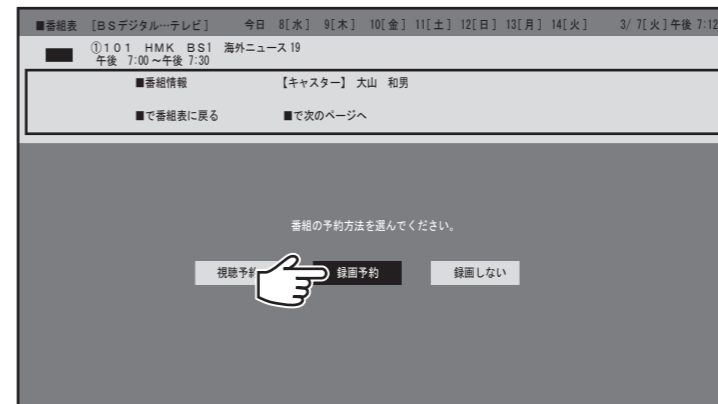 ■番組表 [BSデジタル…テレビ] 今日 8[水] 9[木] 10[金] 11[土] 12[日] 13[月] 14[火] 3/ 7[火]午後 7:12
①101 HMK BS1 海外ニュース19
午後 7:00～午後 7:30
■番組情報 【キャスター】 大山 和男
■で番組表に戻る ■で次のページへ
番組の予約方法を選んでください。
視聴予約 録画予約 録画しない